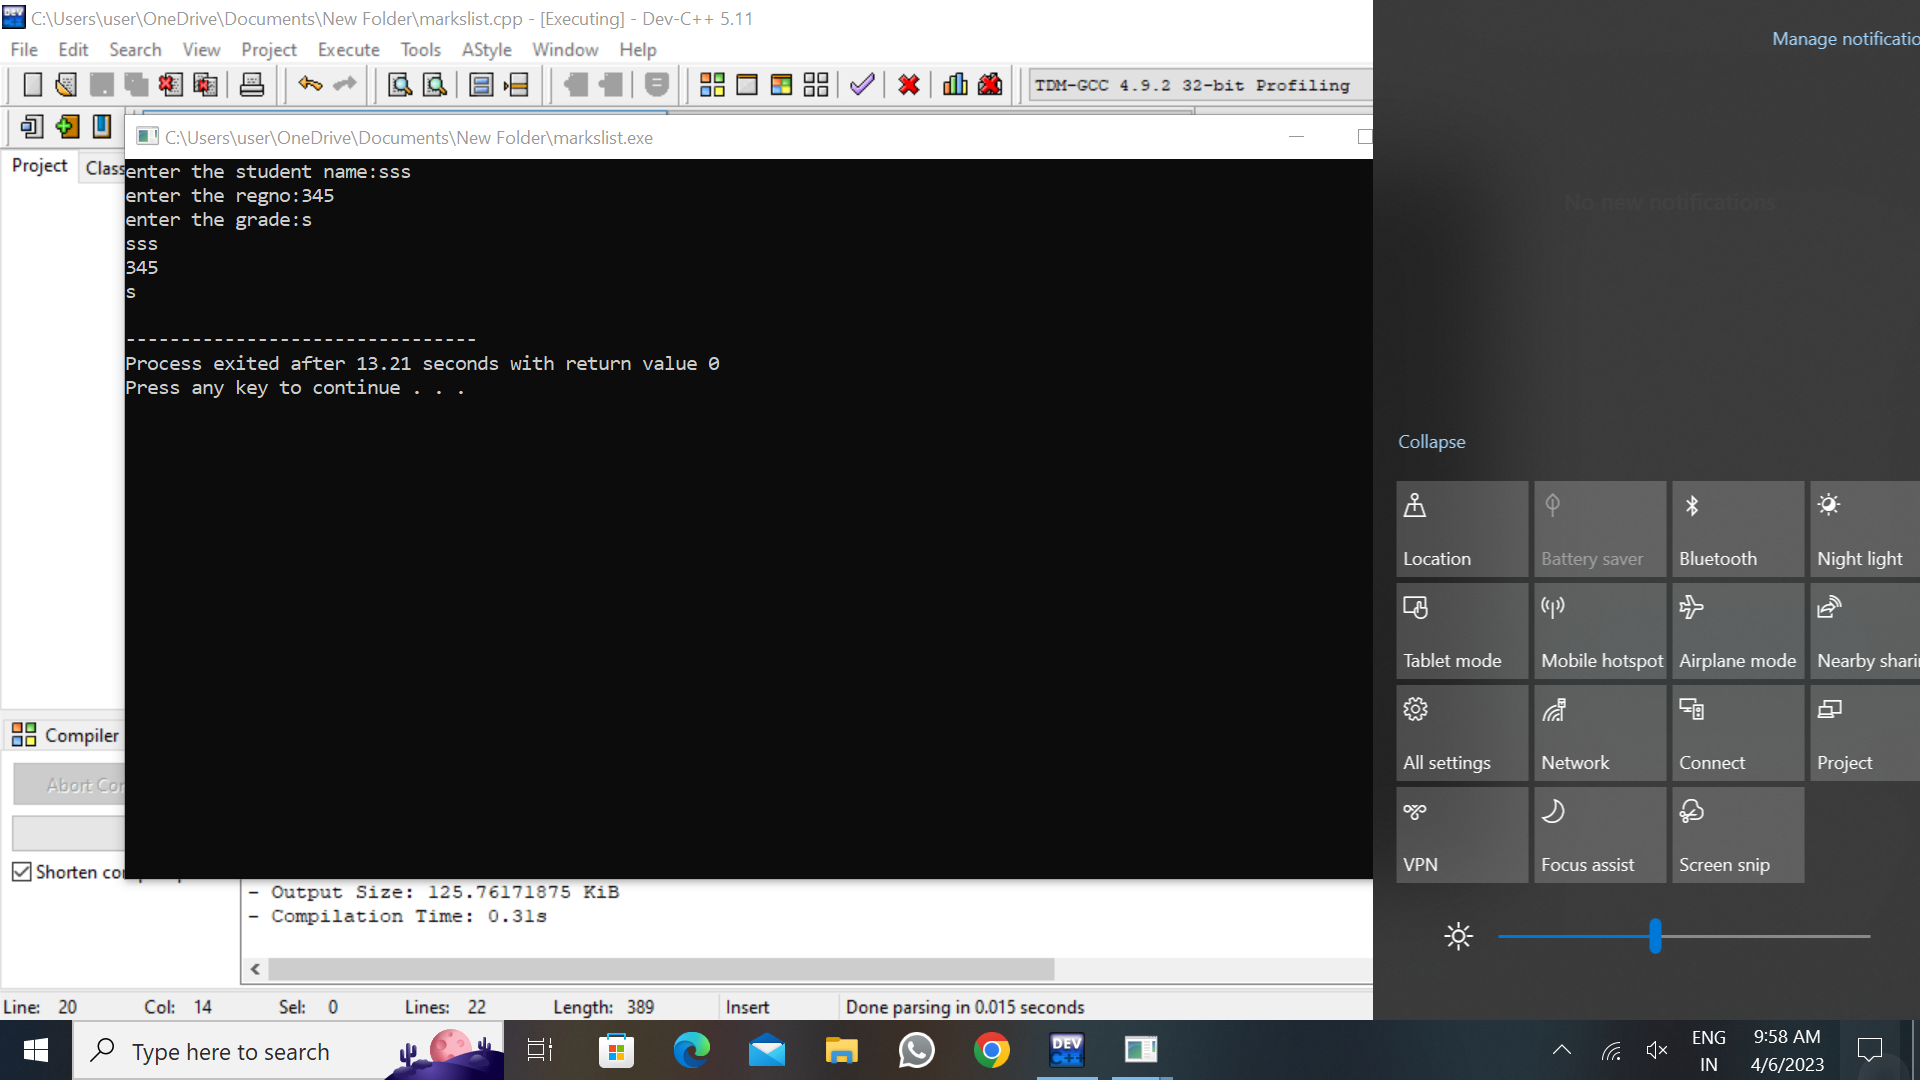 C:\Users\user\OneDrive\Documents\New Folder\markslist.cpp - [Executing] - Dev-C++ 5.11
File Edit Search View Project Execute Tools AStyle Window Help
TDM-GCC 4.9.2 32-bit Profiling
C:\Users\user\OneDrive\Documents\New Folder\markslist.exe
Project Class
enter the student name:sss
enter the regno:345
enter the grade:s
sss
345
s
--------------------------------
Process exited after 13.21 seconds with return value 0
Press any key to continue . . .
Compiler
Abort Co
Shorten co
- Output Size: 125.76171875 KiB
- Compilation Time: 0.31s
Line: 20 Col: 14 Sel: 0 Lines: 22 Length: 389 Insert Done parsing in 0.015 seconds
Manage notificatio
No new notifications
Collapse
Location Battery saver Bluetooth Night light
Tablet mode Mobile hotspot Airplane mode Nearby shari
All settings Network Connect Project
VPN Focus assist Screen snip
Type here to search
DEV C++
ENG
IN
9:58 AM
4/6/2023